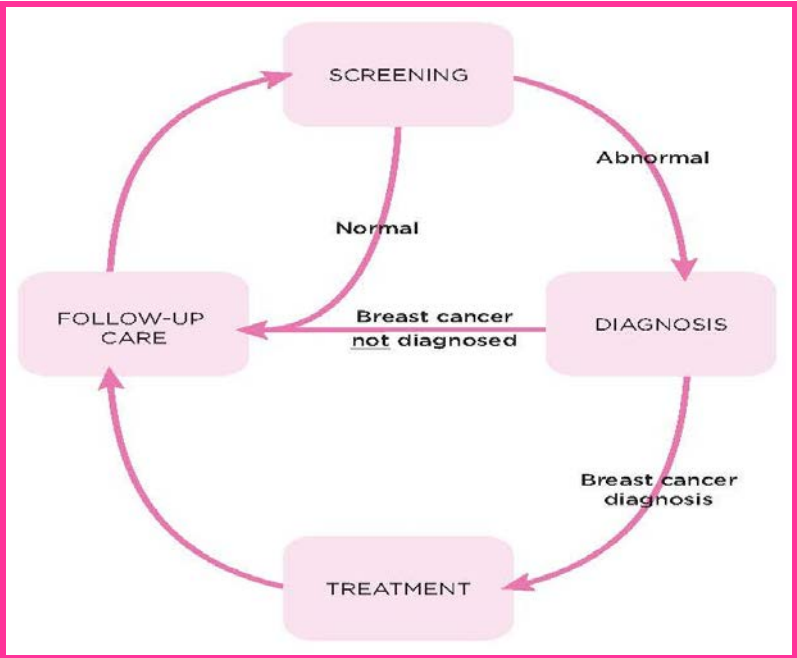 SCREENING
Abnormal
Normal
FOLLOW-UP
CARE
Breast cancer
not diagnosed
DIAGNOSIS
Breast cancer
diagnosis
TREATMENT